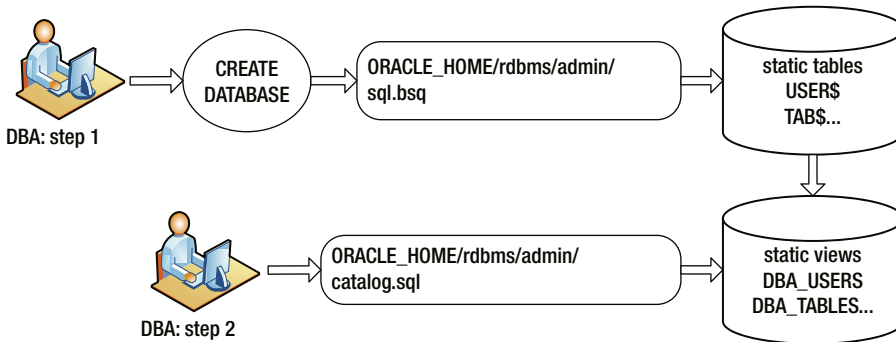 CREATE
DATABASE
ORACLE_HOME/rdbms/admin/
sql.bsq
static tables
USER$
TAB$...
DBA: step 1
ORACLE_HOME/rdbms/admin/
catalog.sql
static views
DBA_USERS
DBA_TABLES...
DBA: step 2